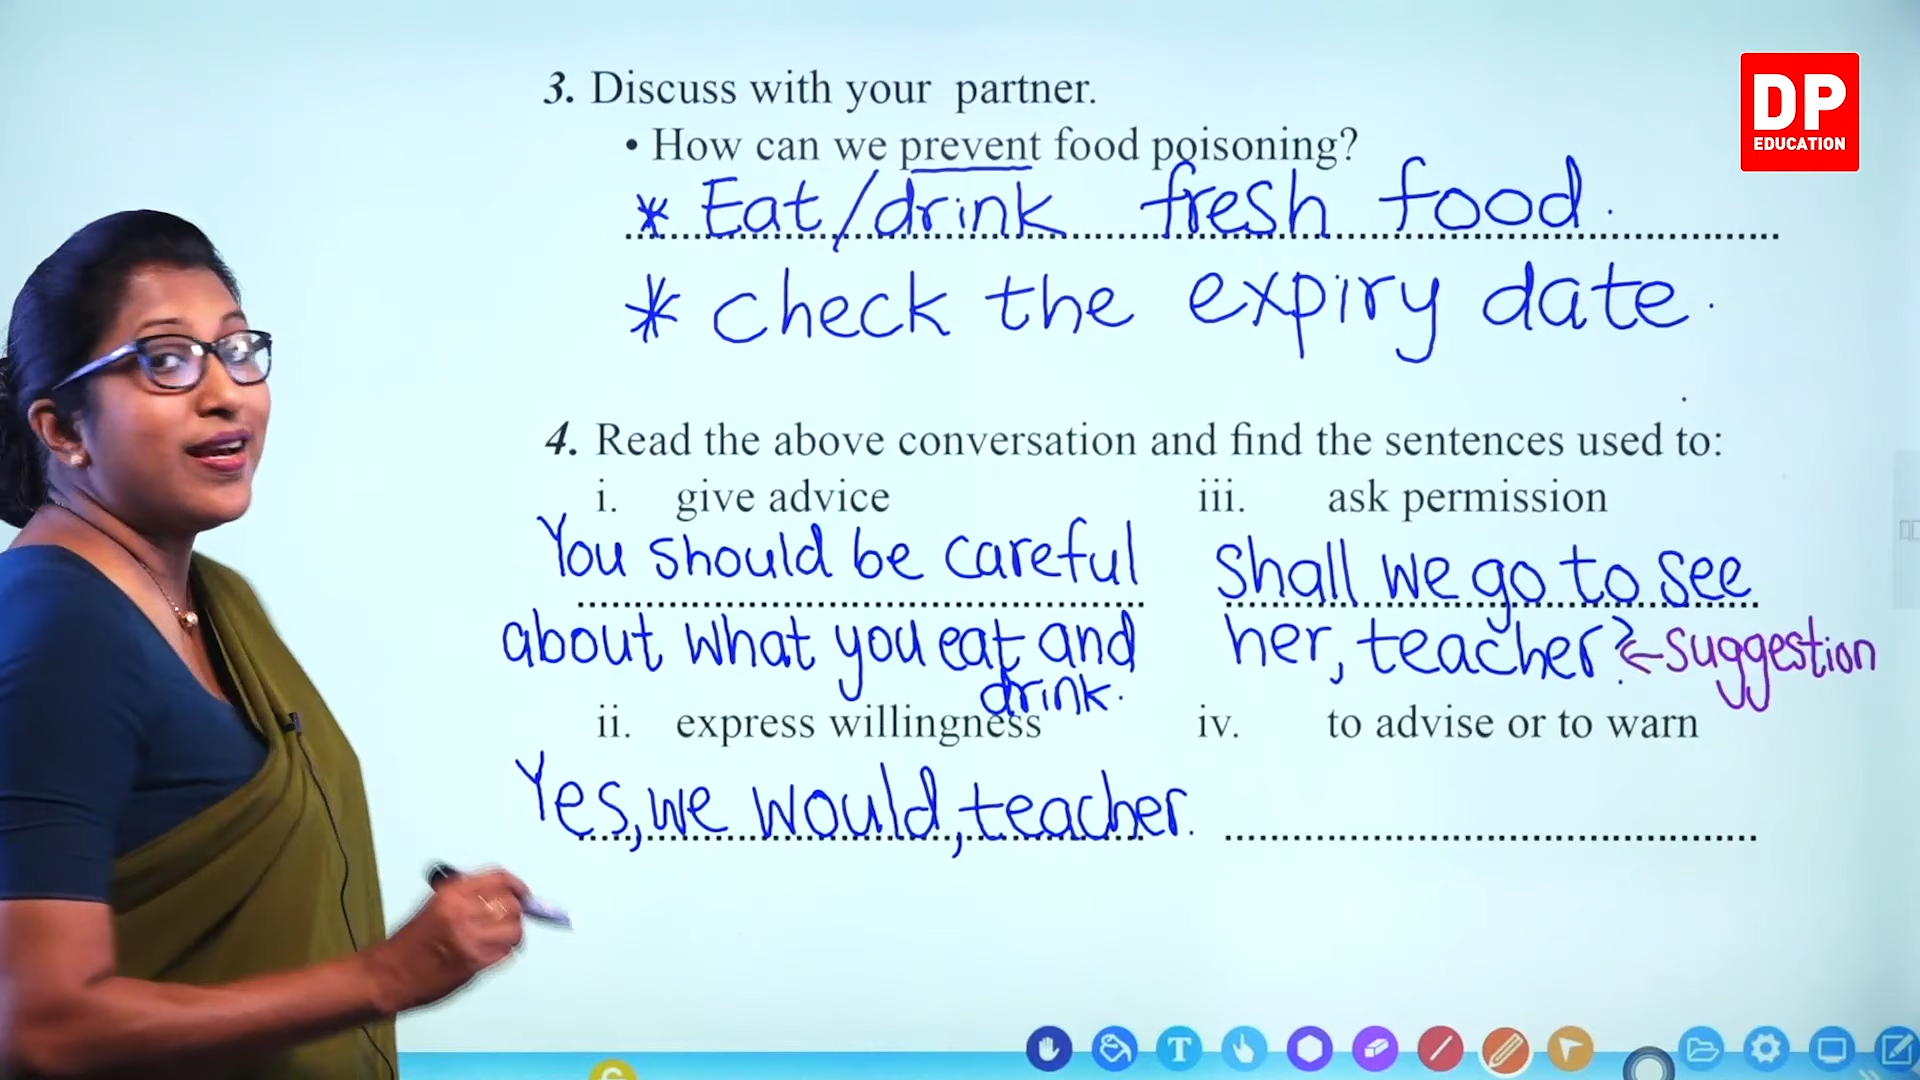 DP
EDUCATION
3. Discuss with your partner.
• How can we prevent food poisoning?
* Eat/drink fresh food.
* check the expiry date.
4. Read the above conversation and find the sentences used to:
i. give advice
You should be careful
about what you eat and
drink.
iii. ask permission
Shall we go to see
her, teacher? ← suggestion
ii. express willingness
Yes, we would, teacher.
iv. to advise or to warn
T